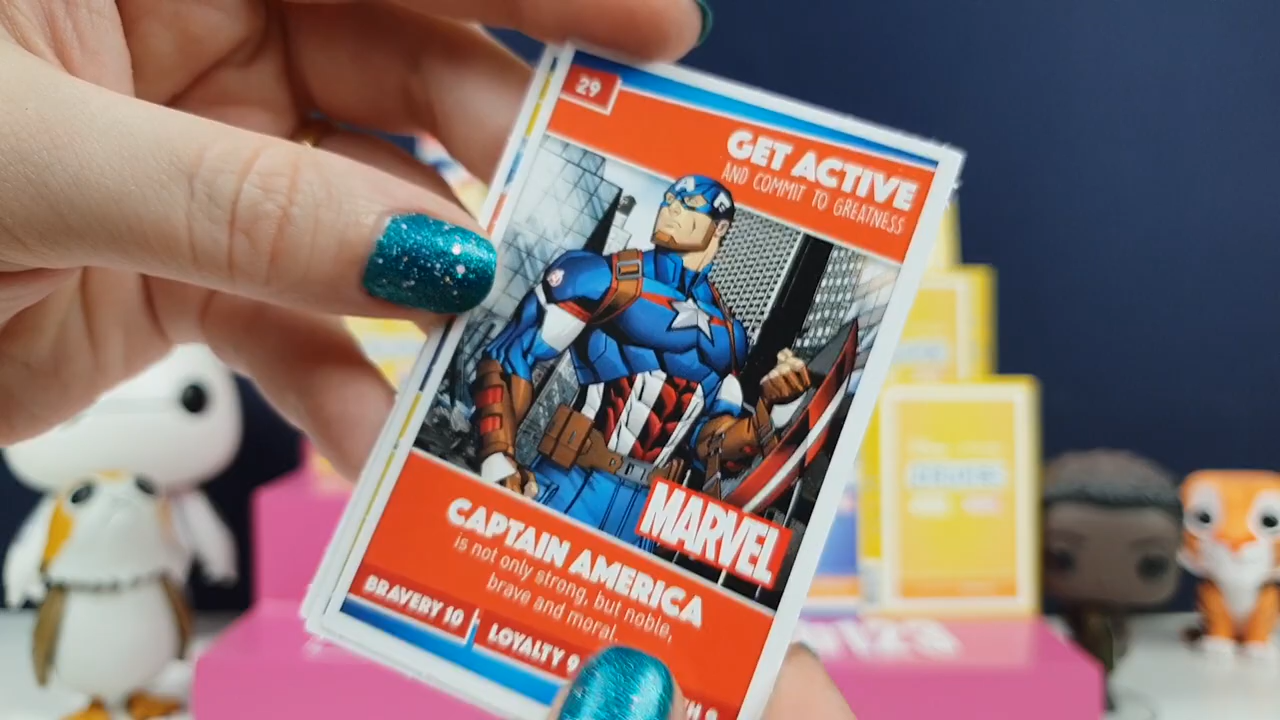 29
GET ACTIVE
AND COMMIT TO GREATNESS
A
MARVEL
CAPTAIN AMERICA
is not only strong, but noble,
brave and moral.
BRAVERY 10
LOYALTY 9